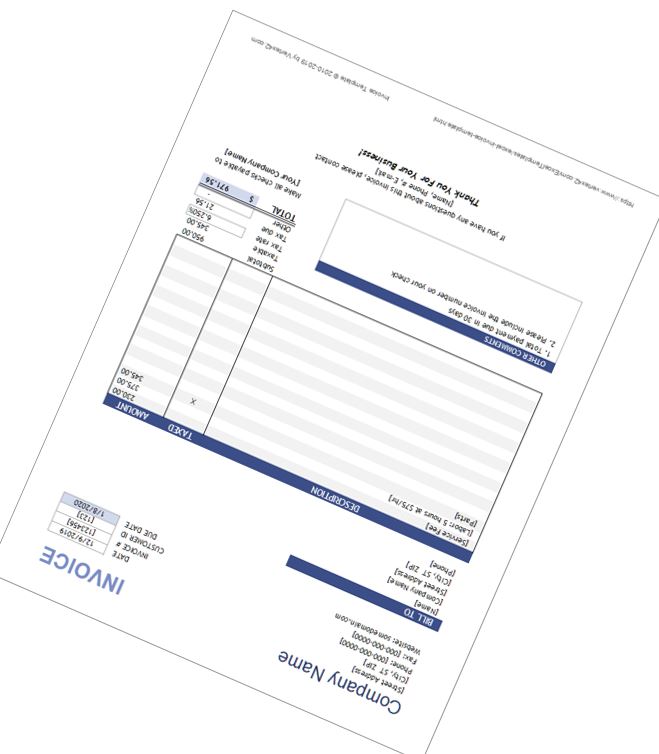 Company Name
[Street Address]
[City, ST  ZIP]
Phone: [000-000-0000]
Fax: [000-000-0000]
Website: somedomain.com
INVOICE
DATE 12/9/2019
INVOICE # [123456]
CUSTOMER ID [123]
DUE DATE 1/8/2020
BILL TO
[Name]
[Company Name]
[Street Address]
[City, ST  ZIP]
[Phone]
DESCRIPTION TAXED AMOUNT
[Service Fee] 230.00
[Labor: 5 hours at $75/hr] 375.00
[Parts] X 345.00
Subtotal 950.00
Taxable 345.00
Tax rate 6.250%
Tax due 21.56
Other -
TOTAL $ 971.56
OTHER COMMENTS
1. Total payment due in 30 days
2. Please include the invoice number on your check
Make all checks payable to
[Your Company Name]
If you have any questions about this invoice, please contact
[Name, Phone #, E-mail]
Thank You For Your Business!
https://www.vertex42.com/ExcelTemplates/excel-invoice-template.html
Invoice Template © 2010-2019 by Vertex42.com